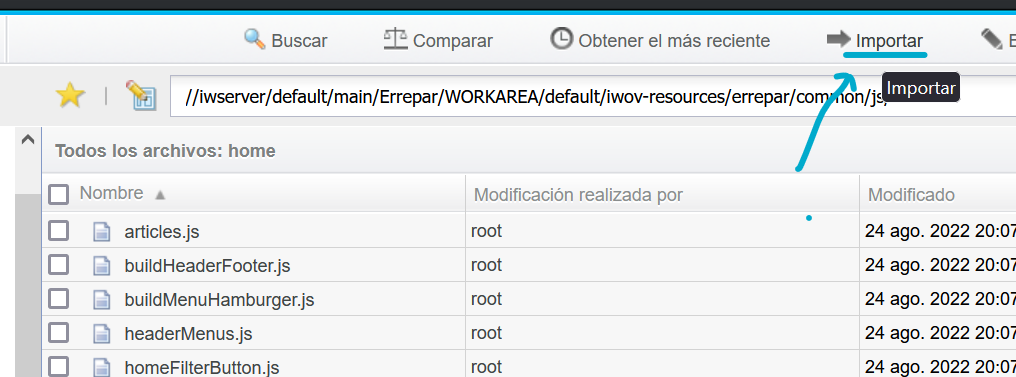 Buscar Comparar Obtener el más reciente Importar
//iwserver/default/main/Errepar/WORKAREA/default/iwov-resources/errepar/common/js/
Importar
Todos los archivos: home
Nombre Modificación realizada por Modificado
articles.js root 24 ago. 2022 20:07
buildHeaderFooter.js root 24 ago. 2022 20:07
buildMenuHamburger.js root 24 ago. 2022 20:07
headerMenus.js root 24 ago. 2022 20:07
homeFilterButton.js root 24 ago. 2022 20:07